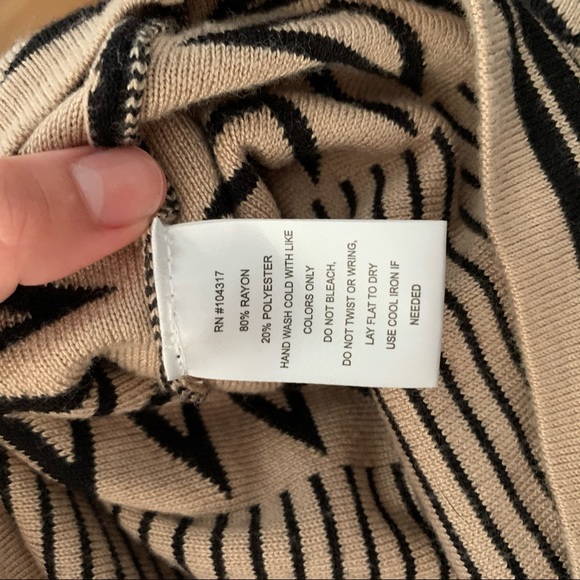 RN #104317
80% RAYON
20% POLYESTER
HAND WASH COLD WITH LIKE
COLORS ONLY
DO NOT BLEACH,
DO NOT TWIST OR WRING,
LAY FLAT TO DRY
USE COOL IRON IF
NEEDED